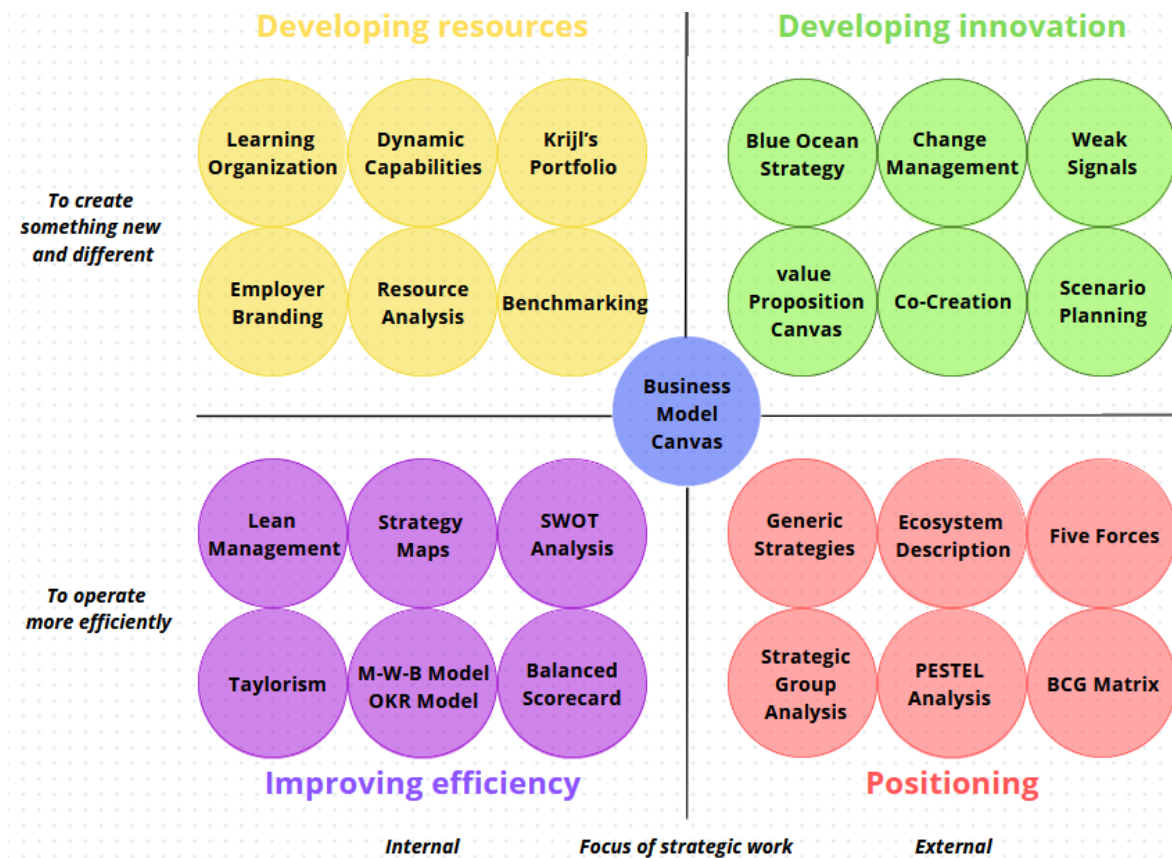 Developing resources
Developing innovation
Learning
Organization
Dynamic
Capabilities
Krijl's
Portfolio
Blue Ocean
Strategy
Change
Management
Weak
Signals
To create
something new
and different
Employer
Branding
Resource
Analysis
Benchmarking
value
Proposition
Canvas
Co-Creation
Scenario
Planning
Business
Model
Canvas
Lean
Management
Strategy
Maps
SWOT
Analysis
Generic
Strategies
Ecosystem
Description
Five Forces
To operate
more efficiently
Taylorism
M-W-B Model
OKR Model
Balanced
Scorecard
Strategic
Group
Analysis
PESTEL
Analysis
BCG Matrix
Improving efficiency
Positioning
Internal
Focus of strategic work
External